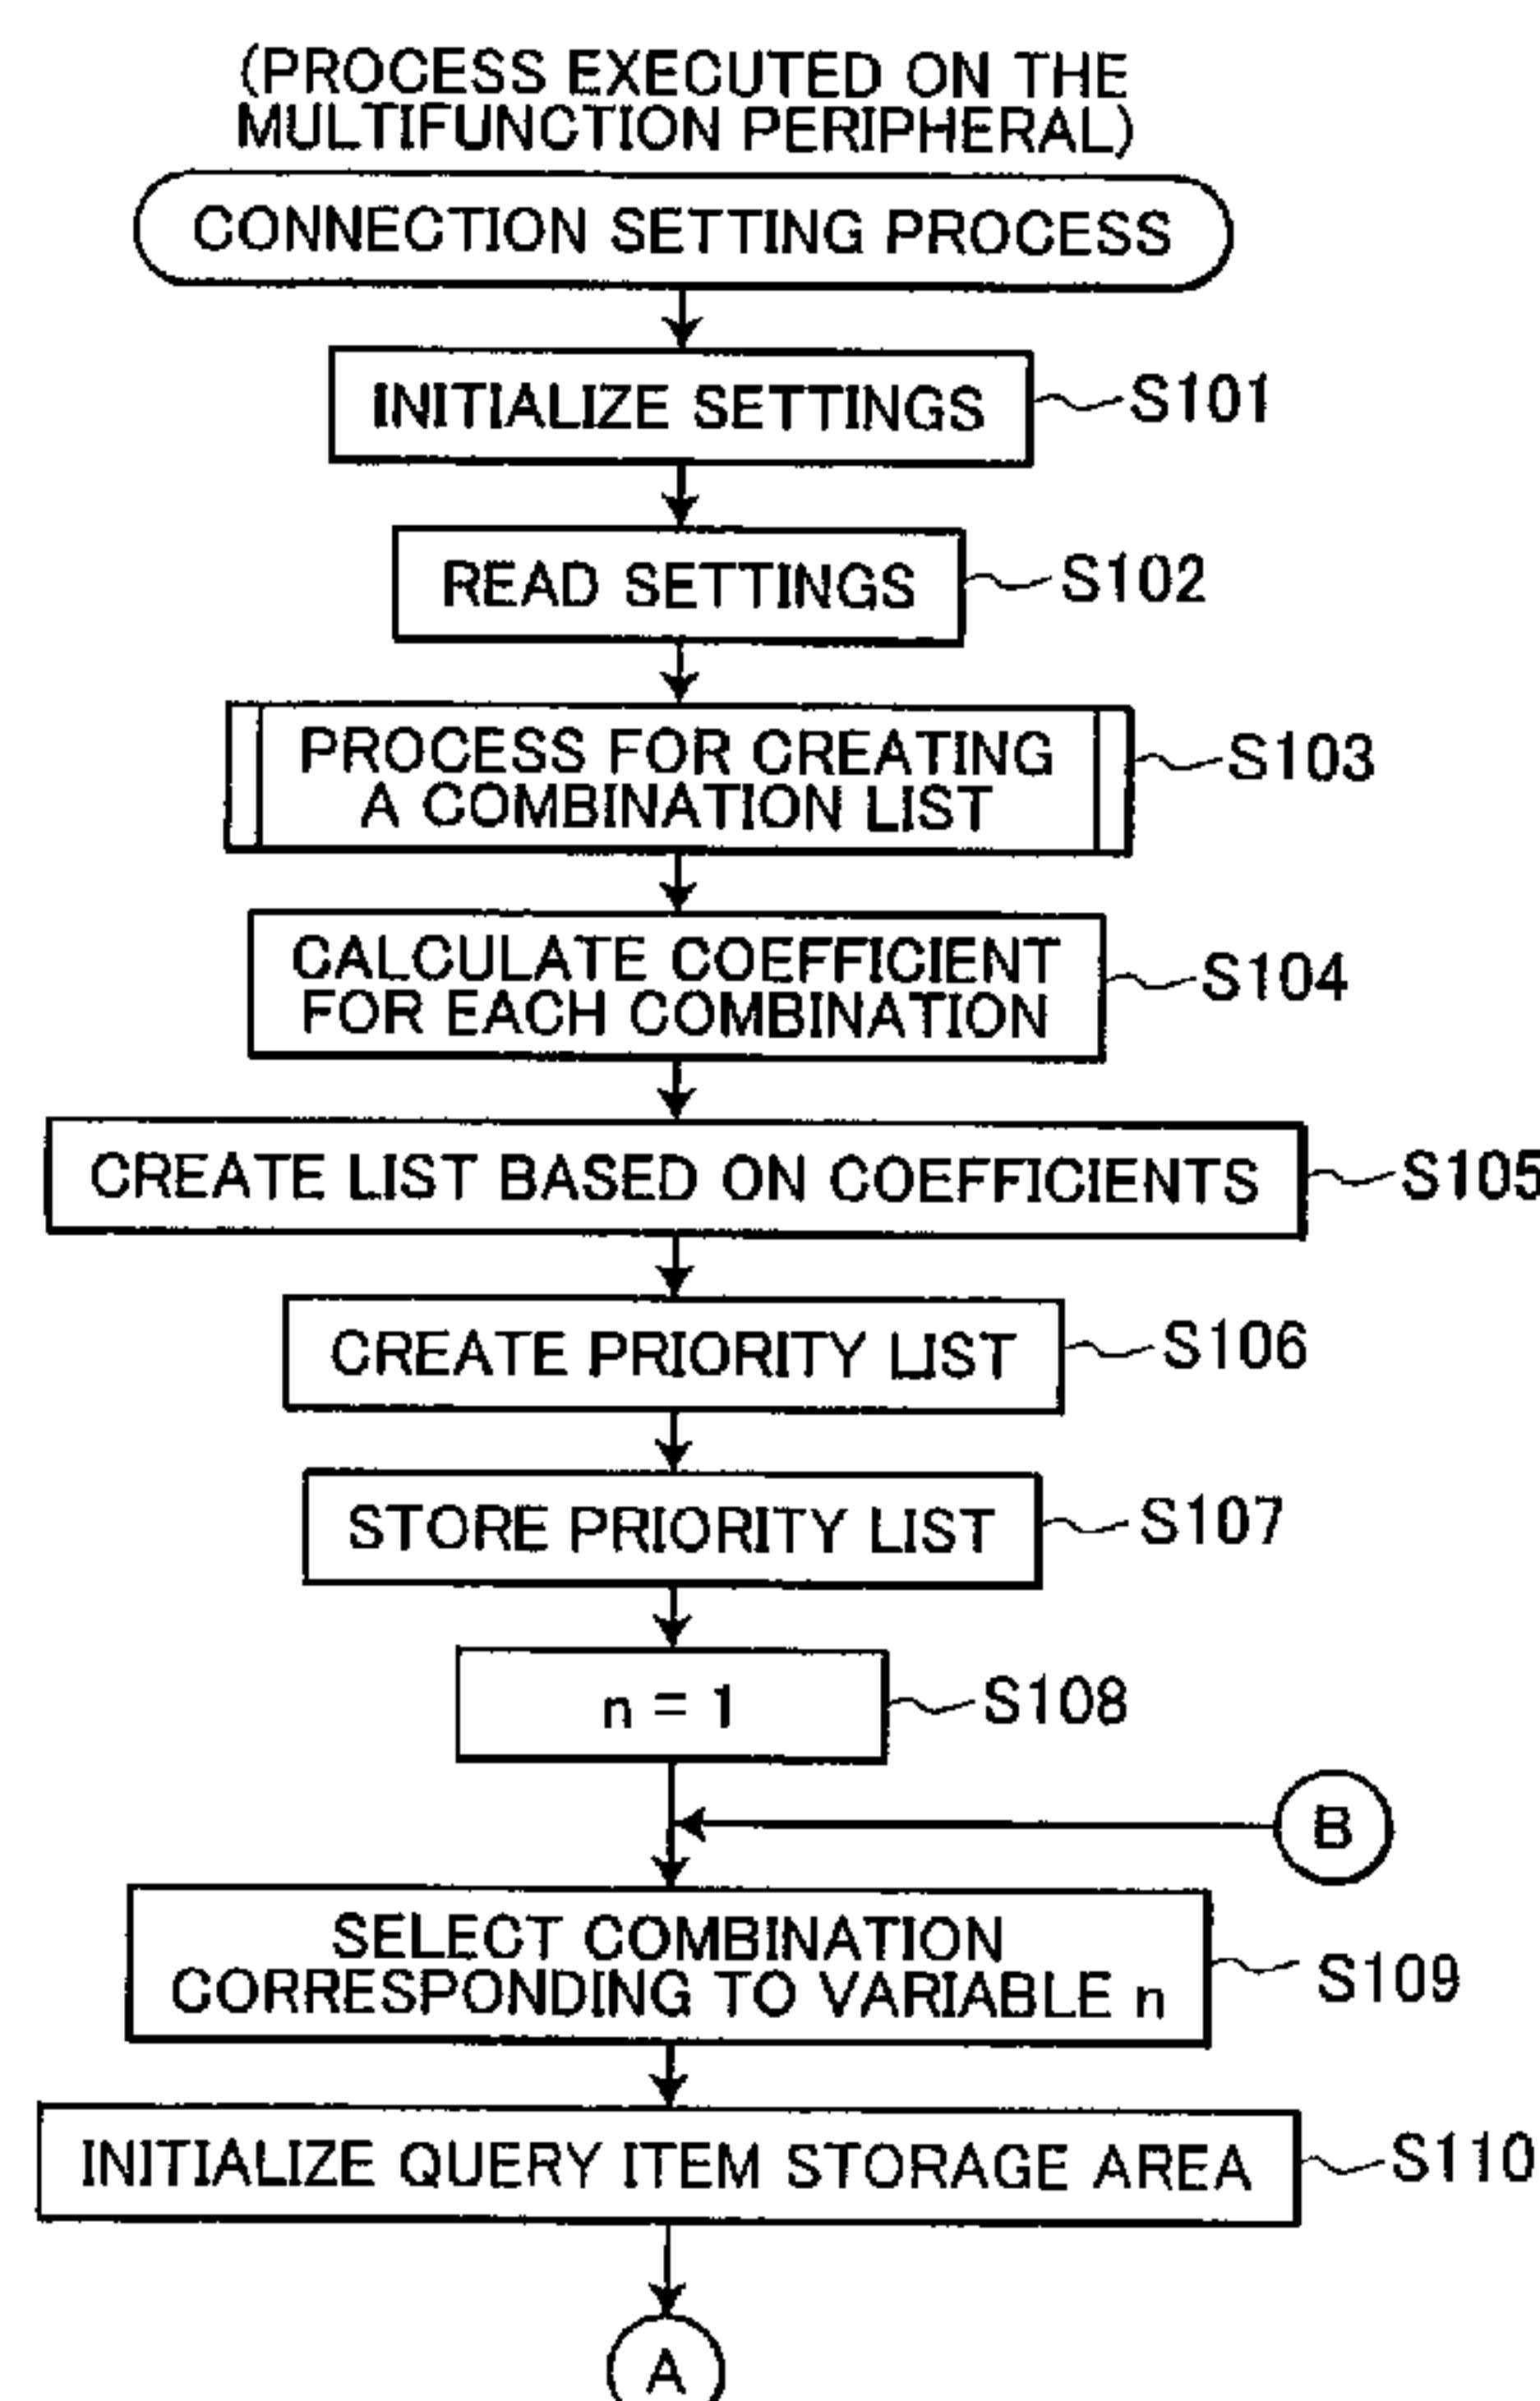 (PROCESS EXECUTED ON THE
MULTIFUNCTION PERIPHERAL)
CONNECTION SETTING PROCESS
INITIALIZE SETTINGS
S101
READ SETTINGS
S102
PROCESS FOR CREATING
A COMBINATION LIST
S103
CALCULATE COEFFICIENT
FOR EACH COMBINATION
S104
CREATE LIST BASED ON COEFFICIENTS
S105
CREATE PRIORITY LIST
S106
STORE PRIORITY LIST
S107
n = 1
S108
B
SELECT COMBINATION
CORRESPONDING TO VARIABLE n
S109
INITIALIZE QUERY ITEM STORAGE AREA
S110
A